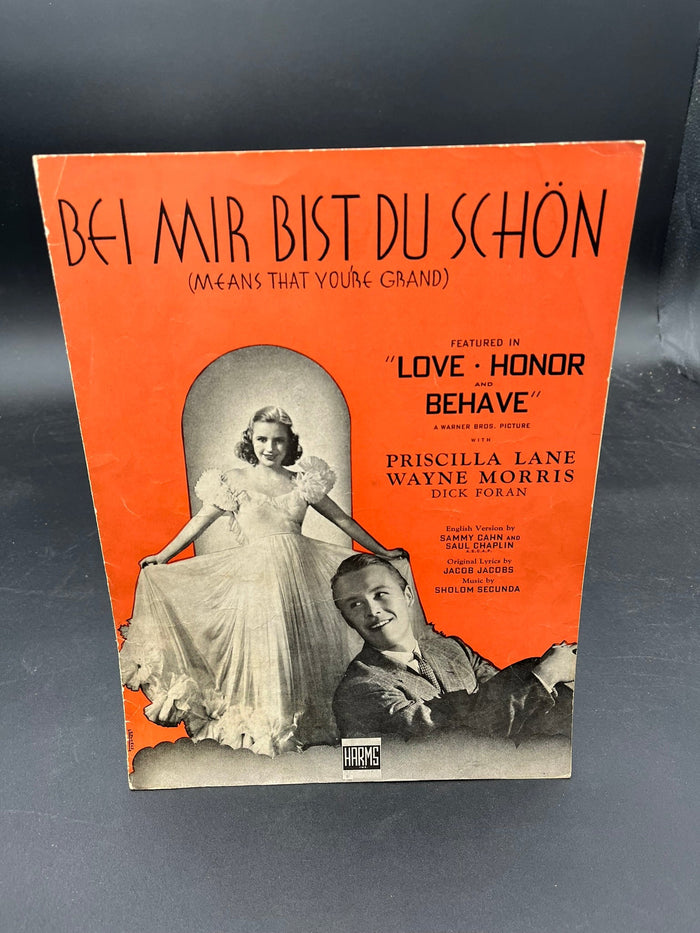 BEI MIR BIST DU SCHÖN
(MEANS THAT YOU'RE GRAND)
FEATURED IN
"LOVE · HONOR
AND
BEHAVE"
A WARNER BROS. PICTURE
WITH
PRISCILLA LANE
WAYNE MORRIS
DICK FORAN
English Version by
SAMMY CAHN AND
SAUL CHAPLIN
A.S.C.A.P.
Original Lyrics by
JACOB JACOBS
Music by
SHOLOM SECUNDA
HARMS